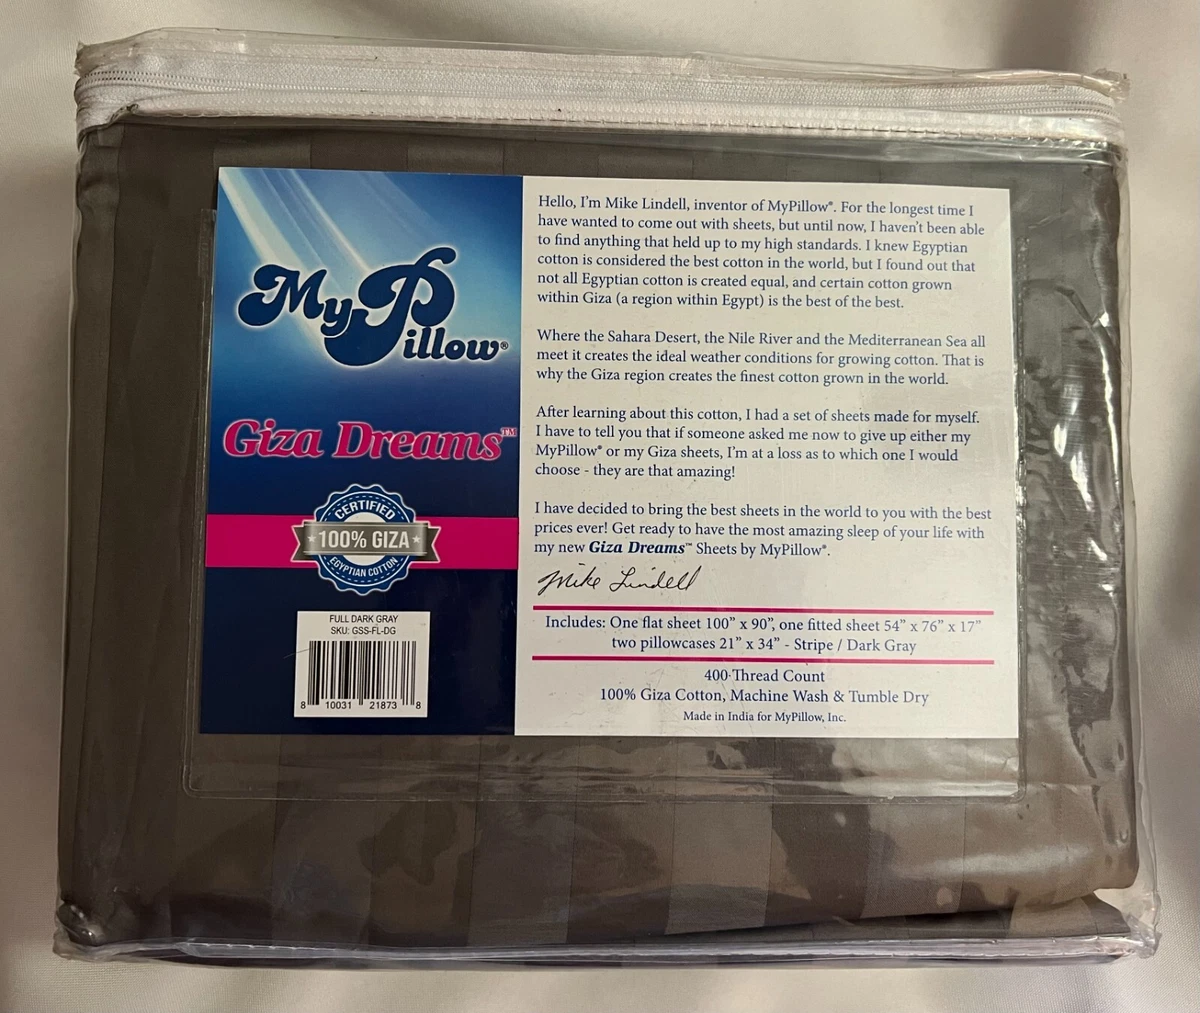 MyPillow®
Giza Dreams™
CERTIFIED
100% GIZA
EGYPTIAN COTTON
FULL DARK GRAY
SKU: GSS-FL-DG
8 10031 21873 8
Hello, I'm Mike Lindell, inventor of MyPillow®. For the longest time I
have wanted to come out with sheets, but until now, I haven't been able
to find anything that held up to my high standards. I knew Egyptian
cotton is considered the best cotton in the world, but I found out that
not all Egyptian cotton is created equal, and certain cotton grown
within Giza (a region within Egypt) is the best of the best.
Where the Sahara Desert, the Nile River and the Mediterranean Sea all
meet it creates the ideal weather conditions for growing cotton. That is
why the Giza region creates the finest cotton grown in the world.
After learning about this cotton, I had a set of sheets made for myself.
I have to tell you that if someone asked me now to give up either my
MyPillow® or my Giza sheets, I'm at a loss as to which one I would
choose - they are that amazing!
I have decided to bring the best sheets in the world to you with the best
prices ever! Get ready to have the most amazing sleep of your life with
my new Giza Dreams™ Sheets by MyPillow®.
Mike Lindell
Includes: One flat sheet 100" x 90", one fitted sheet 54" x 76" x 17"
two pillowcases 21" x 34" - Stripe / Dark Gray
400 Thread Count
100% Giza Cotton, Machine Wash & Tumble Dry
Made in India for MyPillow, Inc.